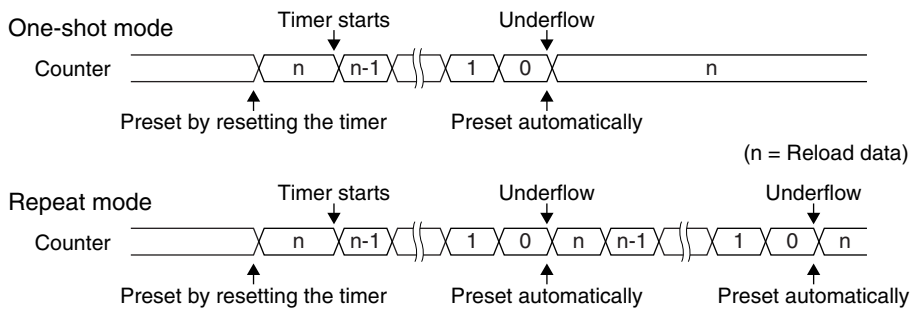 Timer starts Underflow
One-shot mode
Counter n n-1 1 0 n
Preset by resetting the timer Preset automatically
(n = Reload data)
Timer starts Underflow Underflow
Repeat mode
Counter n n-1 1 0 n n-1 1 0 n
Preset by resetting the timer Preset automatically Preset automatically